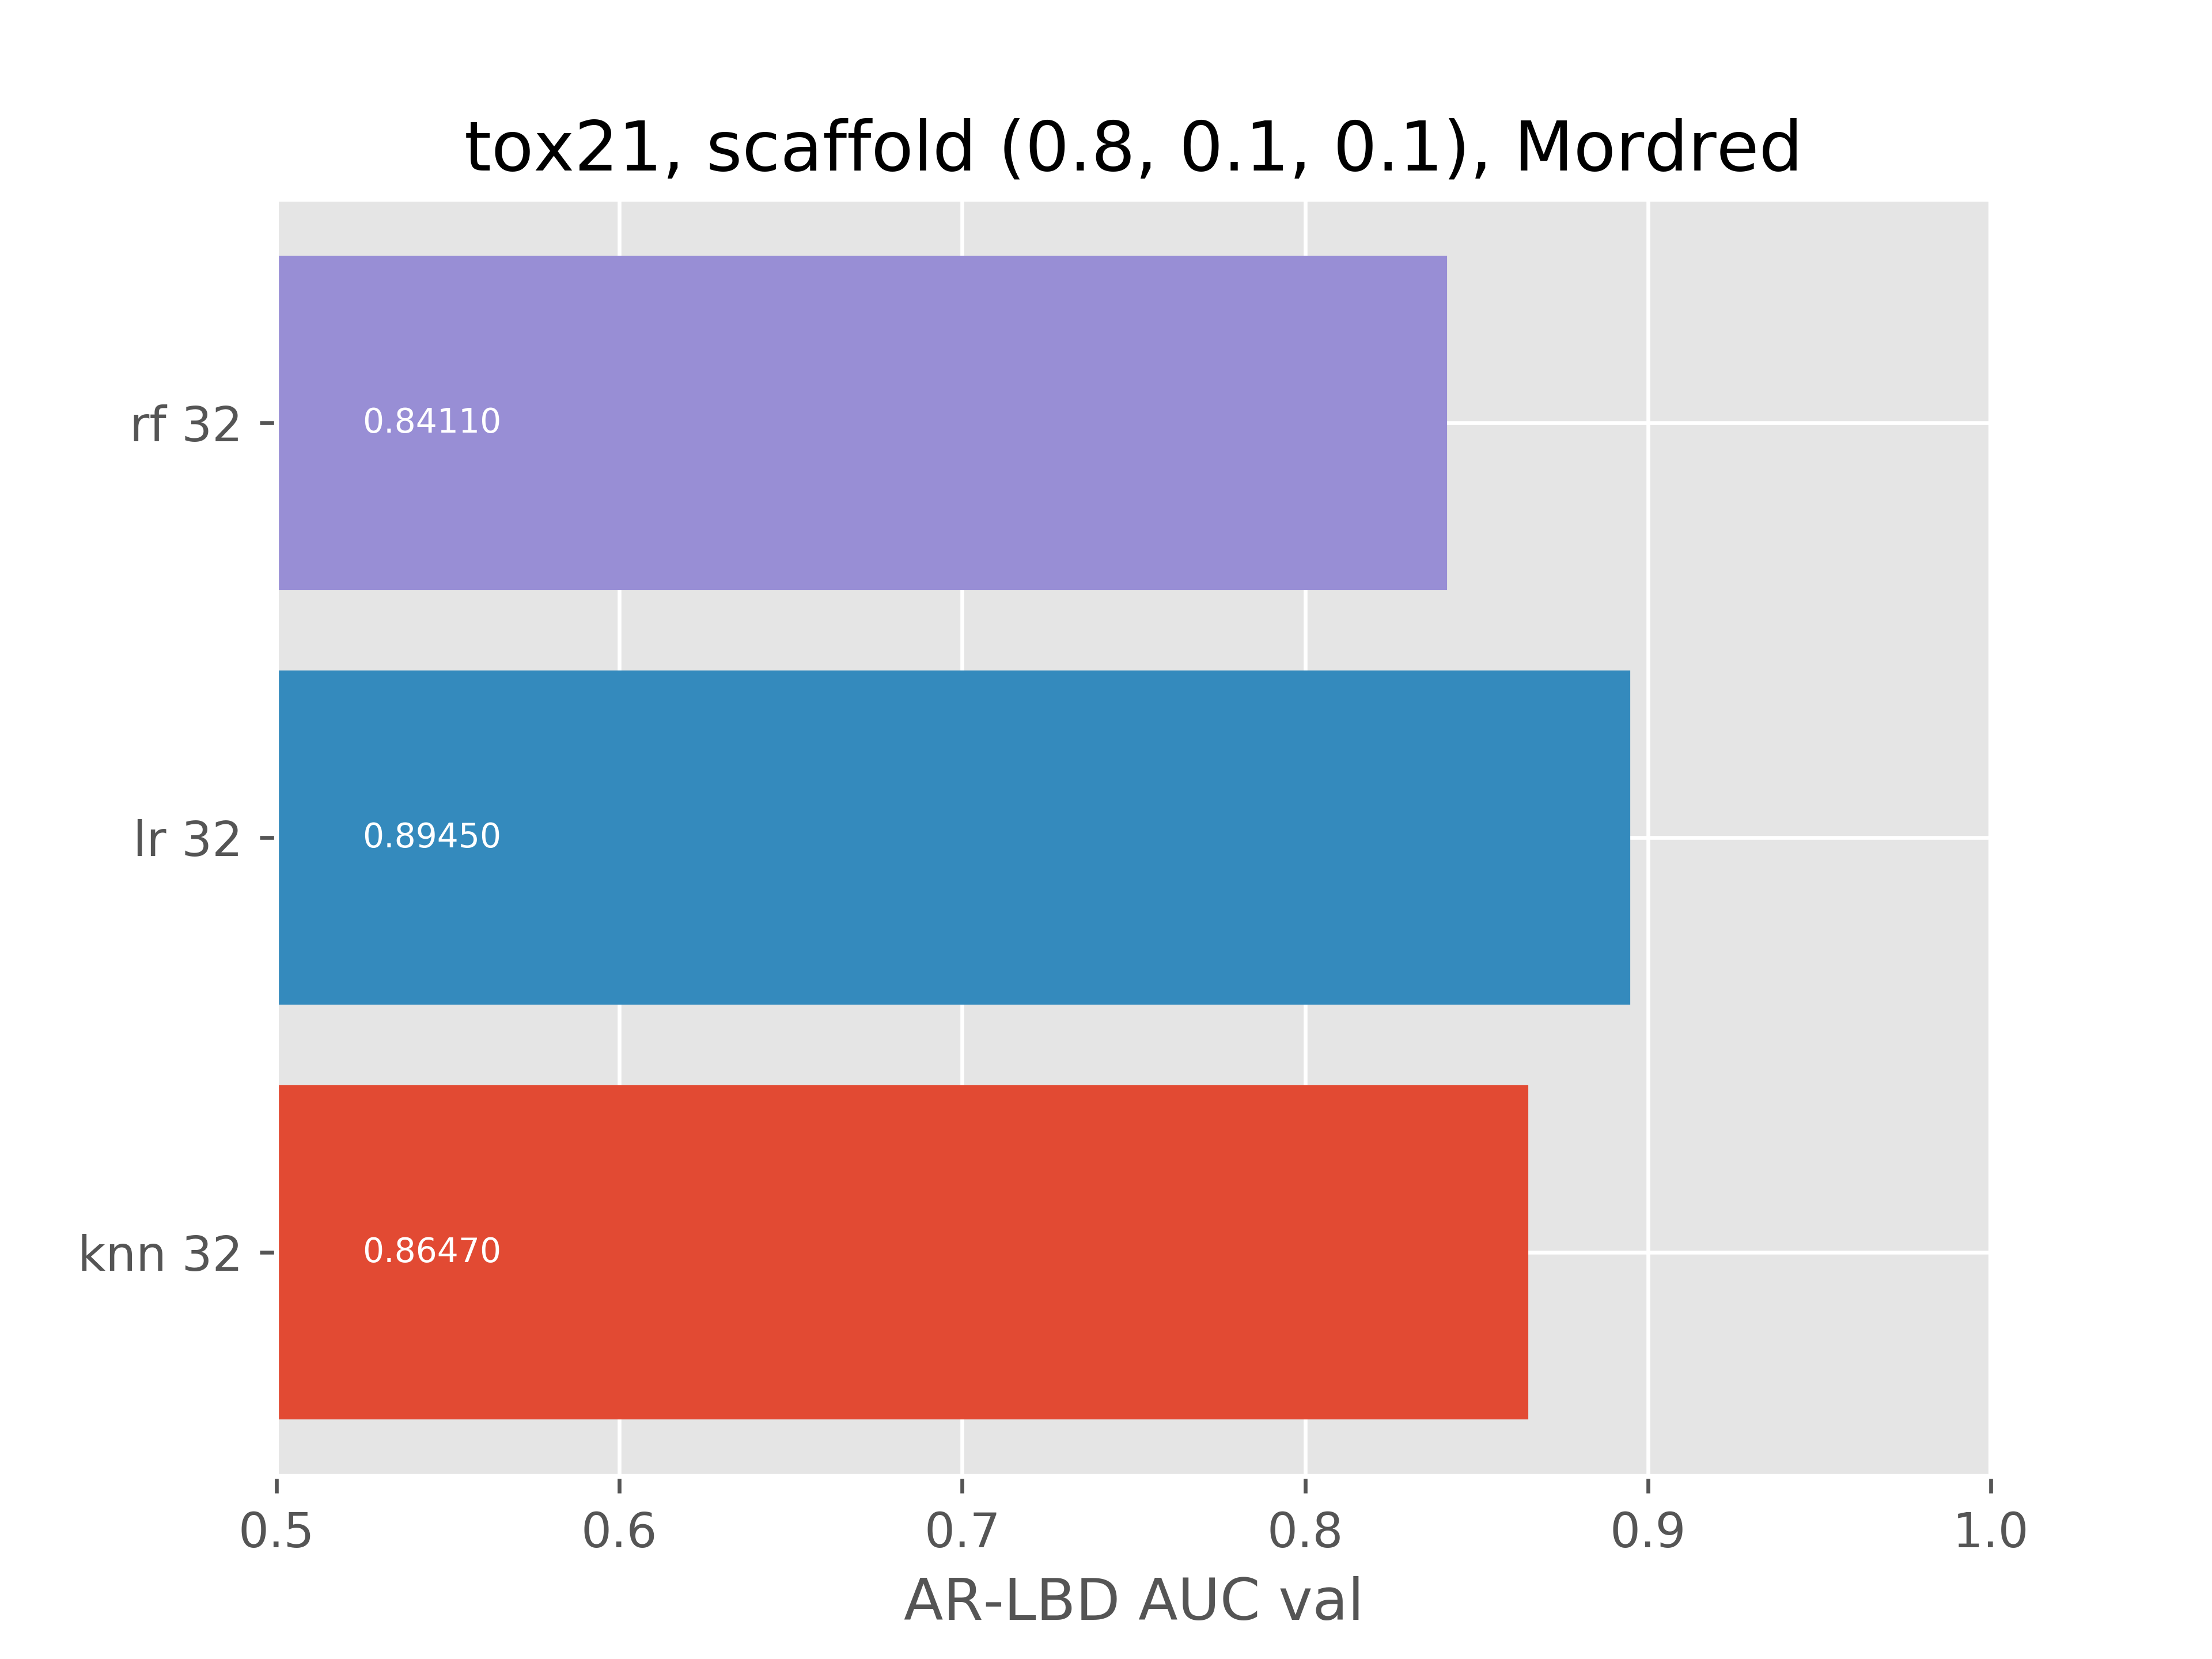 tox21, scaffold (0.8, 0.1, 0.1), Mordred
rf 32
0.84110
lr 32
0.89450
knn 32
0.86470
0.5 0.6 0.7 0.8 0.9 1.0
AR-LBD AUC val